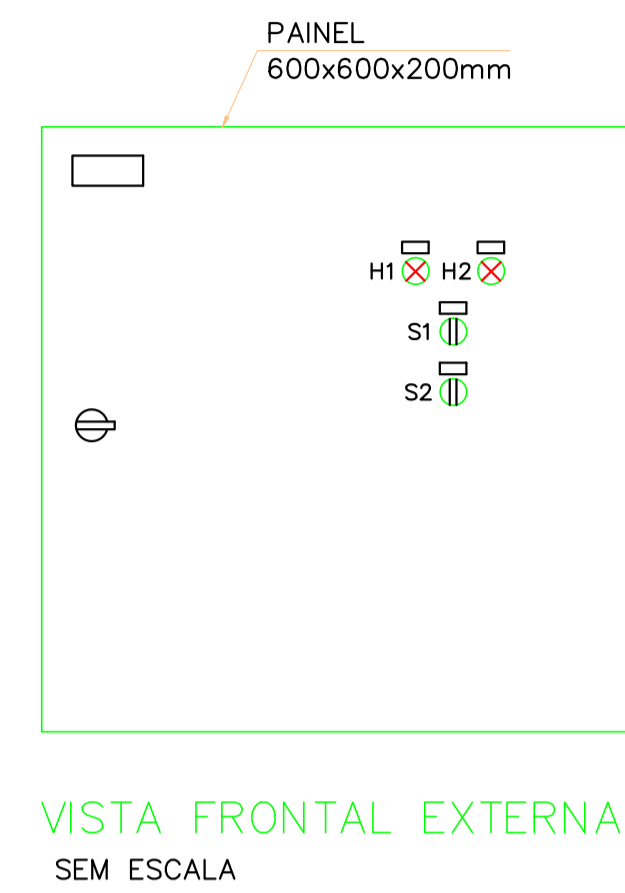 PAINEL
600x600x200mm
H1 H2
S1
S2
VISTA FRONTAL EXTERNA
SEM ESCALA